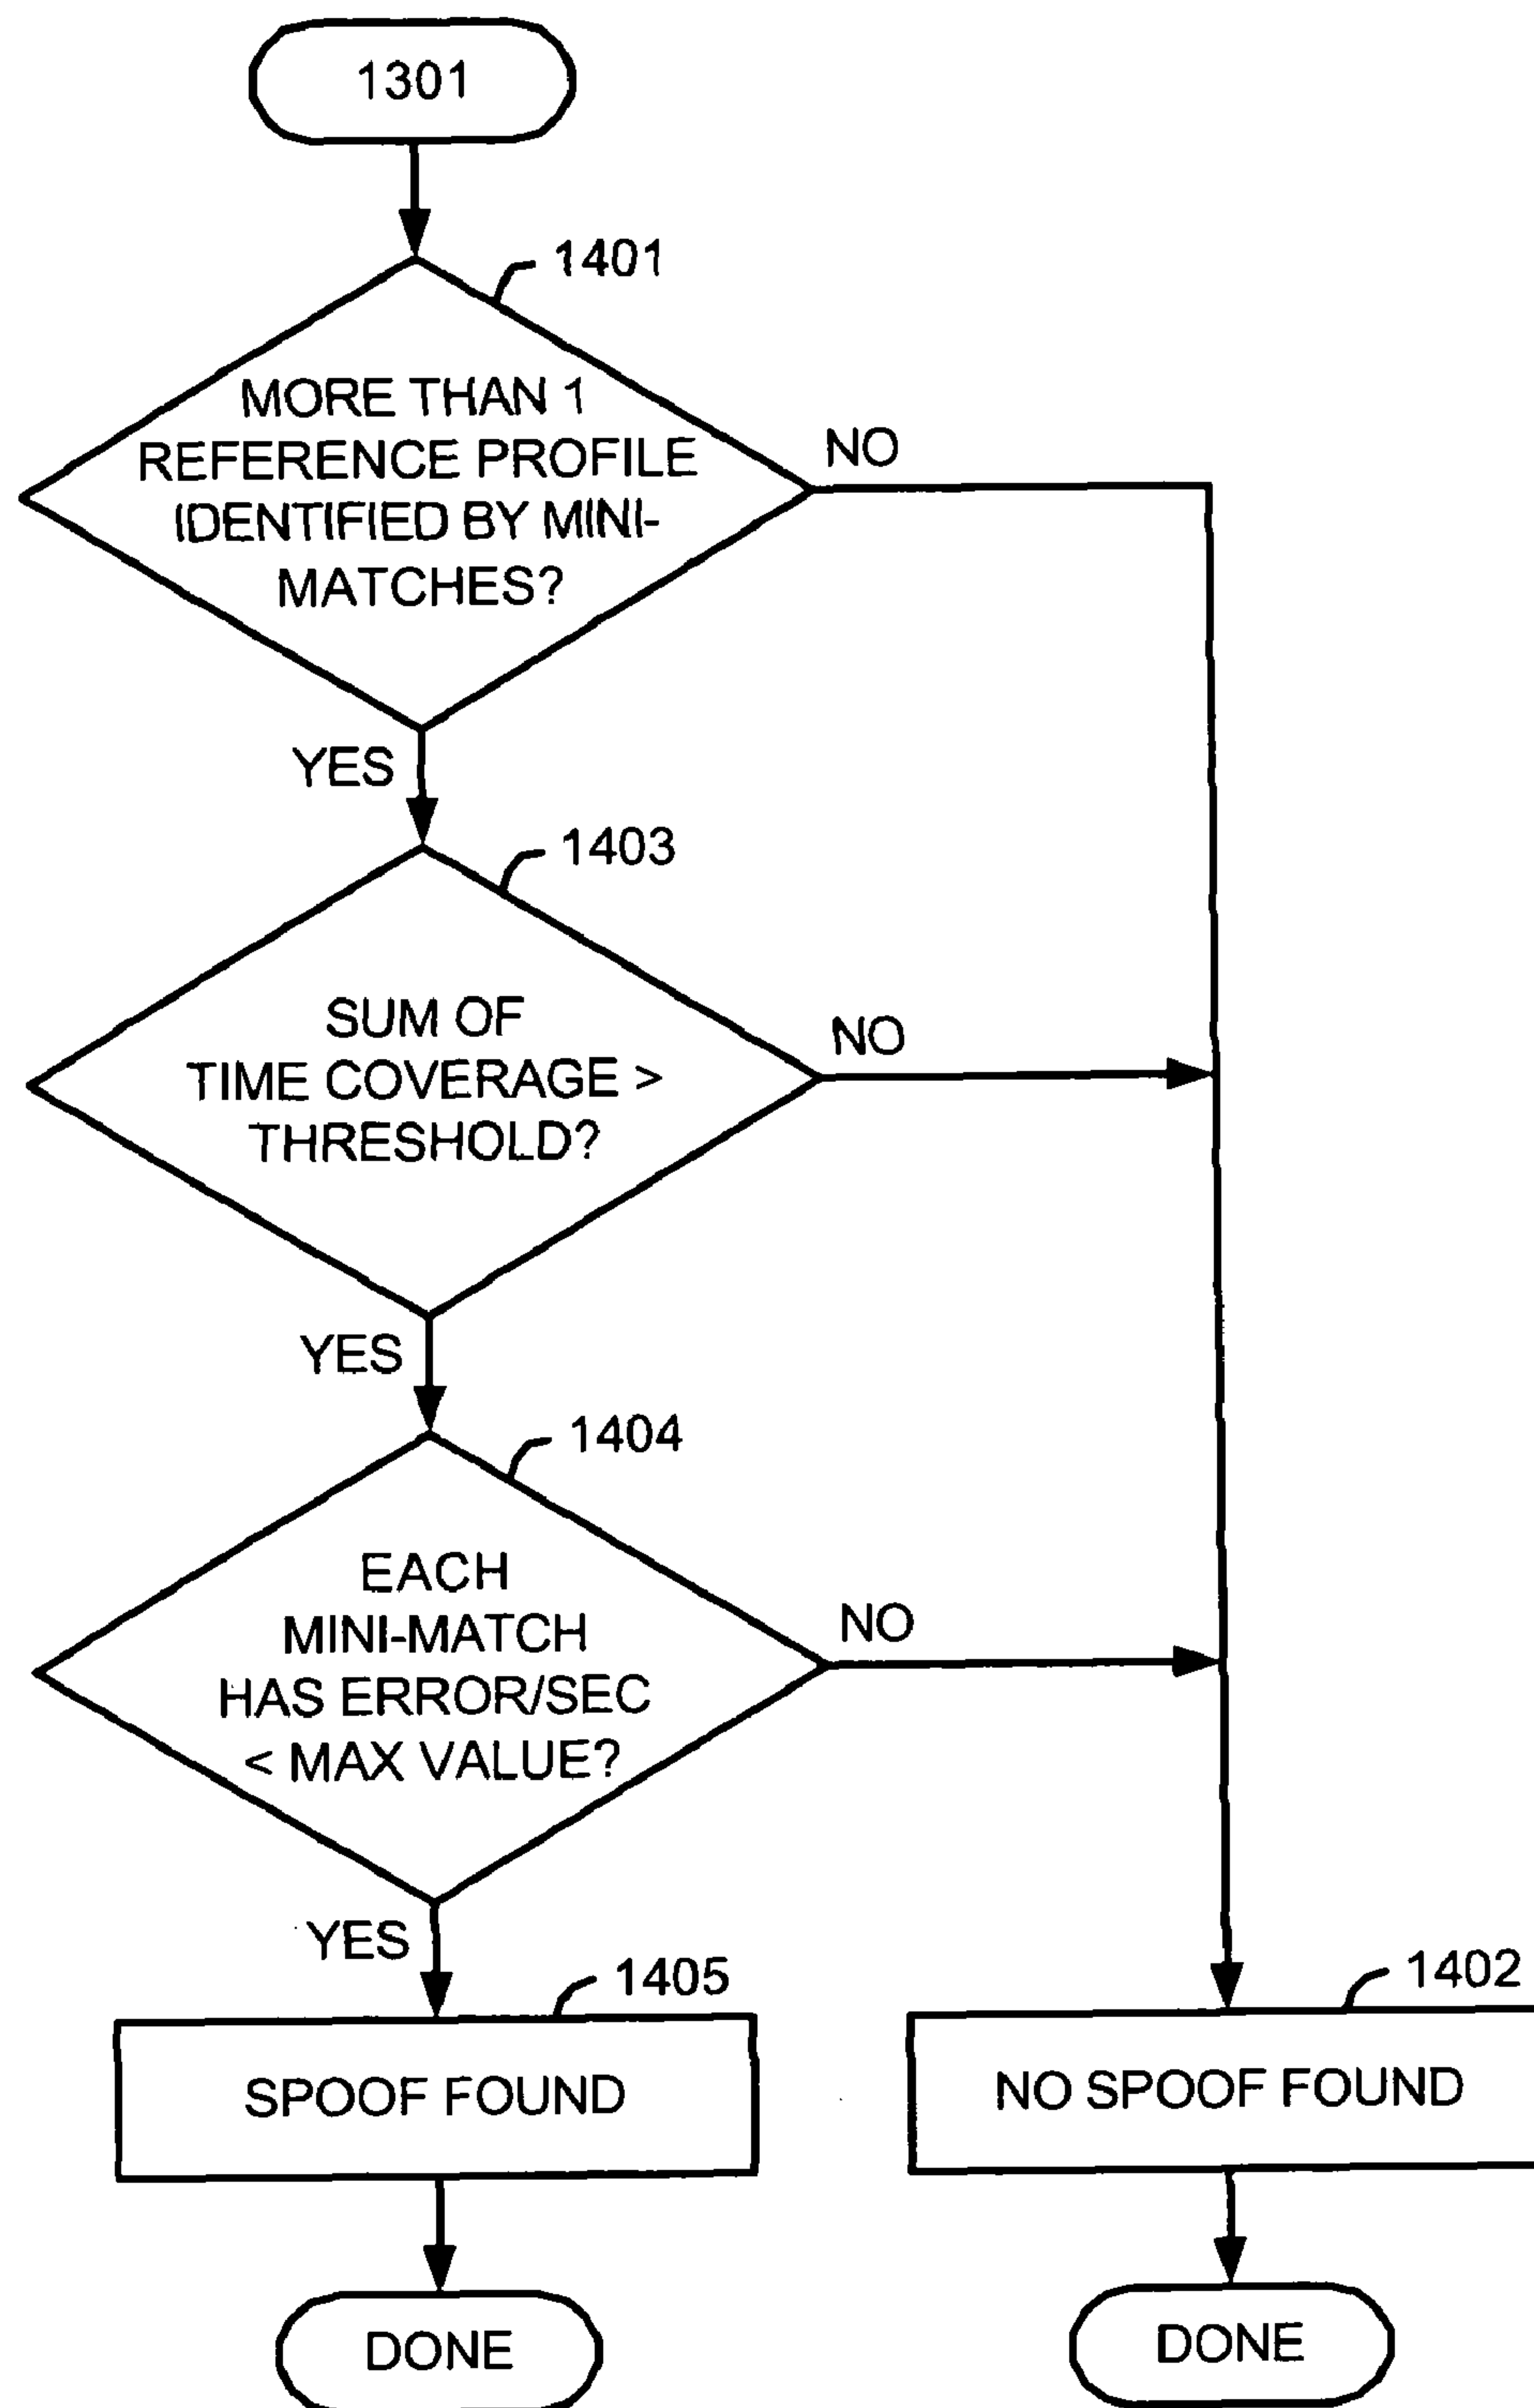 1301
1401
MORE THAN 1
REFERENCE PROFILE
IDENTIFIED BY MINI-
MATCHES?
NO
YES
1403
SUM OF
TIME COVERAGE >
THRESHOLD?
NO
YES
1404
EACH
MINI-MATCH
HAS ERROR/SEC
< MAX VALUE?
NO
YES
1405
SPOOF FOUND
1402
NO SPOOF FOUND
DONE
DONE